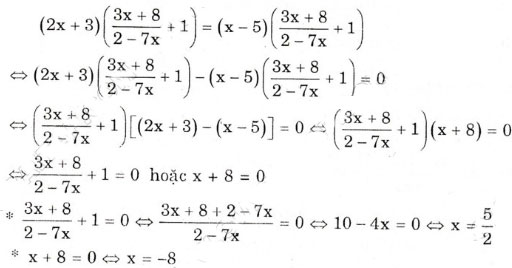 (2x + 3)((3x + 8)/(2 − 7x) + 1) = (x − 5)((3x + 8)/(2 − 7x) + 1)
⇔ (2x + 3)((3x + 8)/(2 − 7x) + 1) − (x − 5)((3x + 8)/(2 − 7x) + 1) = 0
⇔ ((3x + 8)/(2 − 7x) + 1)[(2x + 3) − (x − 5)] = 0 ⇔ ((3x + 8)/(2 − 7x) + 1)(x + 8) = 0
⇔ (3x + 8)/(2 − 7x) + 1 = 0 hoặc x + 8 = 0
* (3x + 8)/(2 − 7x) + 1 = 0 ⇔ (3x + 8 + 2 − 7x)/(2 − 7x) = 0 ⇔ 10 − 4x = 0 ⇔ x = 5/2
* x + 8 = 0 ⇔ x = −8